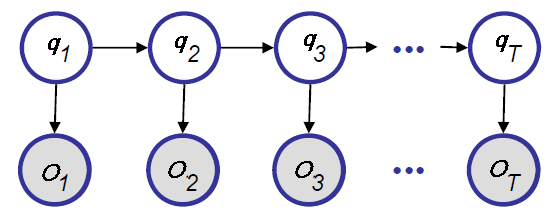 q1 q2 q3 ... qT
O1 O2 O3 ... OT